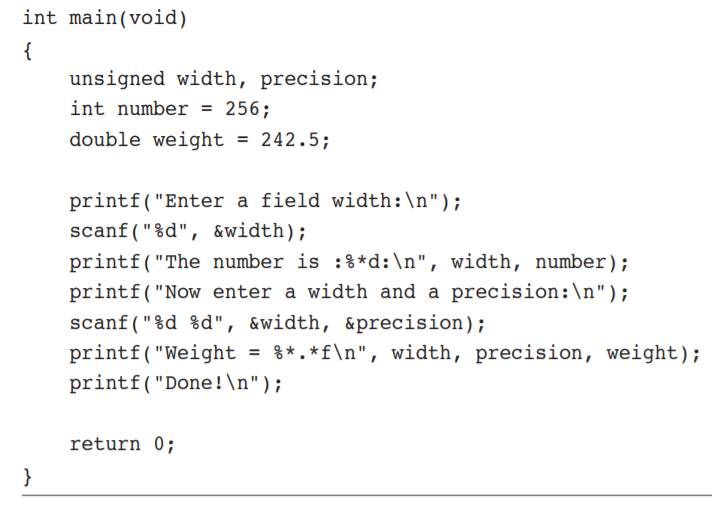 int main(void)
{
    unsigned width, precision;
    int number = 256;
    double weight = 242.5;

    printf("Enter a field width:\n");
    scanf("%d", &width);
    printf("The number is :%*d:\n", width, number);
    printf("Now enter a width and a precision:\n");
    scanf("%d %d", &width, &precision);
    printf("Weight = %*.*f\n", width, precision, weight);
    printf("Done!\n");

    return 0;
}